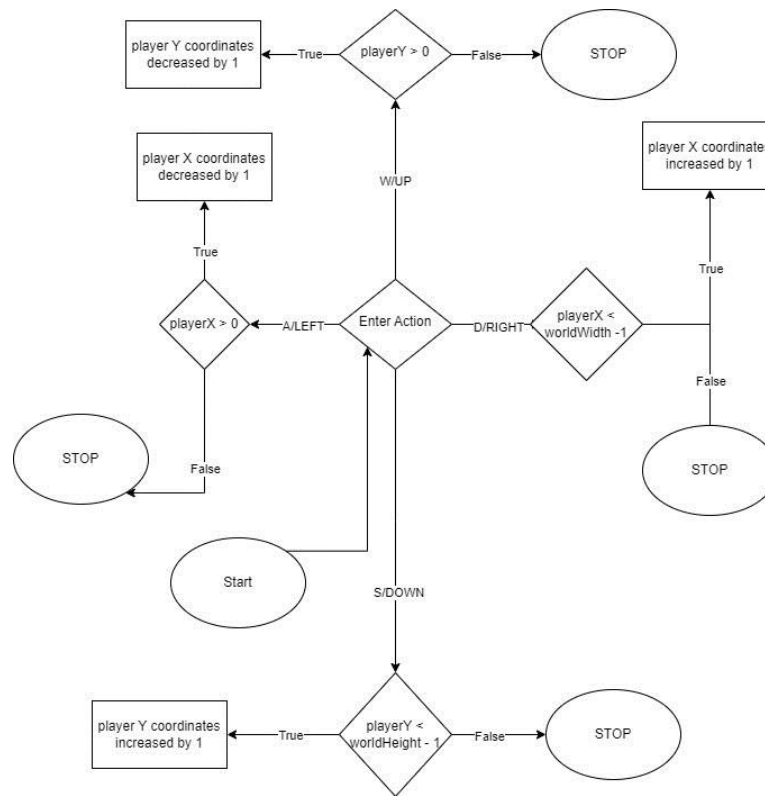 player Y coordinates
decreased by 1
True
playerY > 0
False
STOP
player X coordinates
decreased by 1
player X coordinates
increased by 1
W/UP
True
True
playerX > 0
A/LEFT
Enter Action
D/RIGHT
playerX <
worldWidth -1
False
STOP
False
STOP
Start
S/DOWN
player Y coordinates
increased by 1
True
playerY <
worldHeight - 1
False
STOP